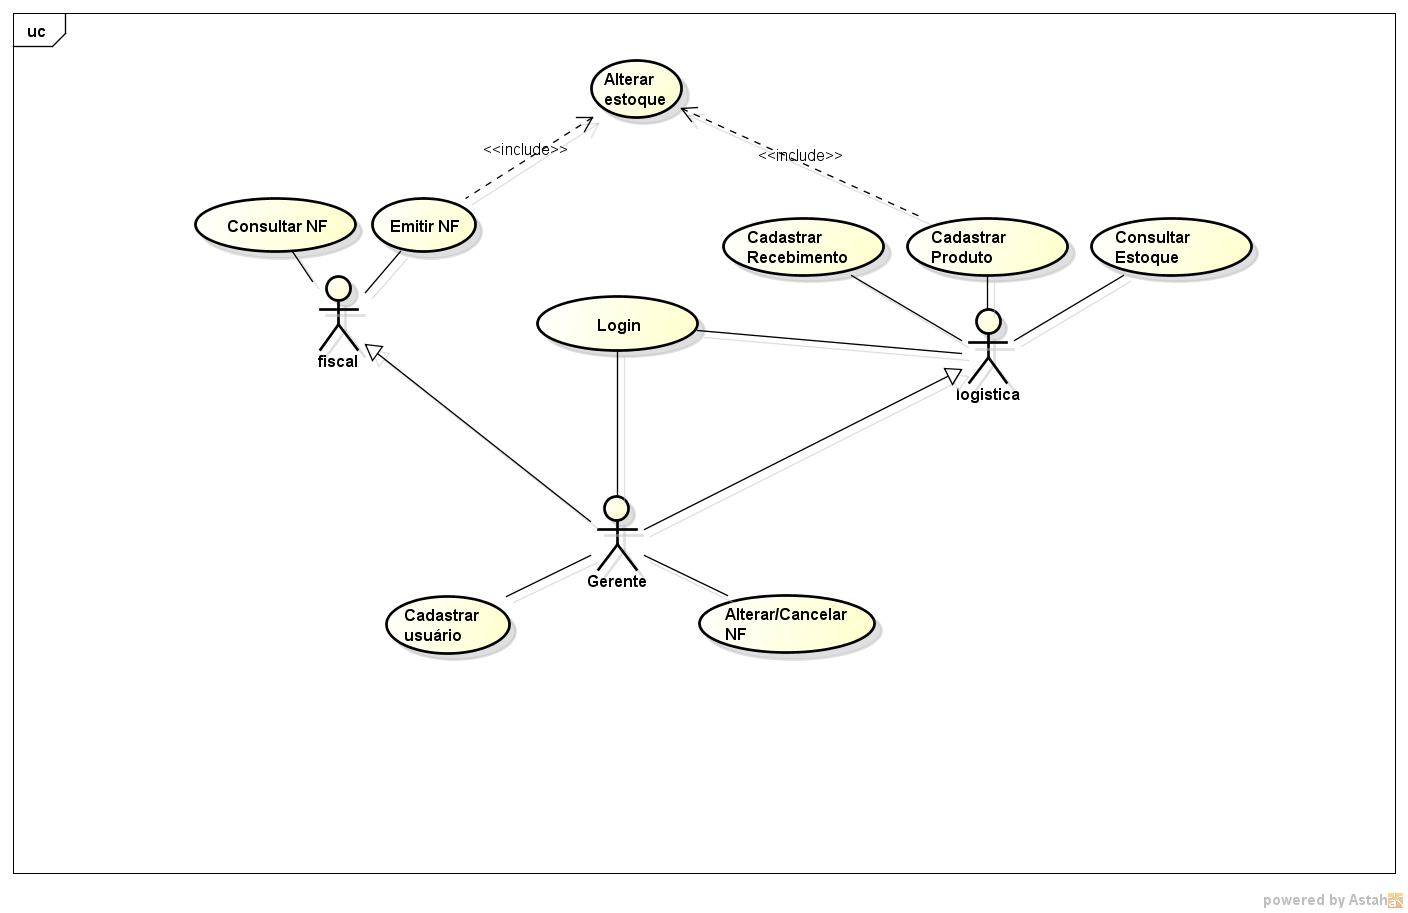 uc
Alterar
estoque
<<include>>
<<include>>
Consultar NF
Emitir NF
Cadastrar
Recebimento
Cadastrar
Produto
Consultar
Estoque
Login
fiscal
logistica
Gerente
Cadastrar
usuário
Alterar/Cancelar
NF
powered by Astah